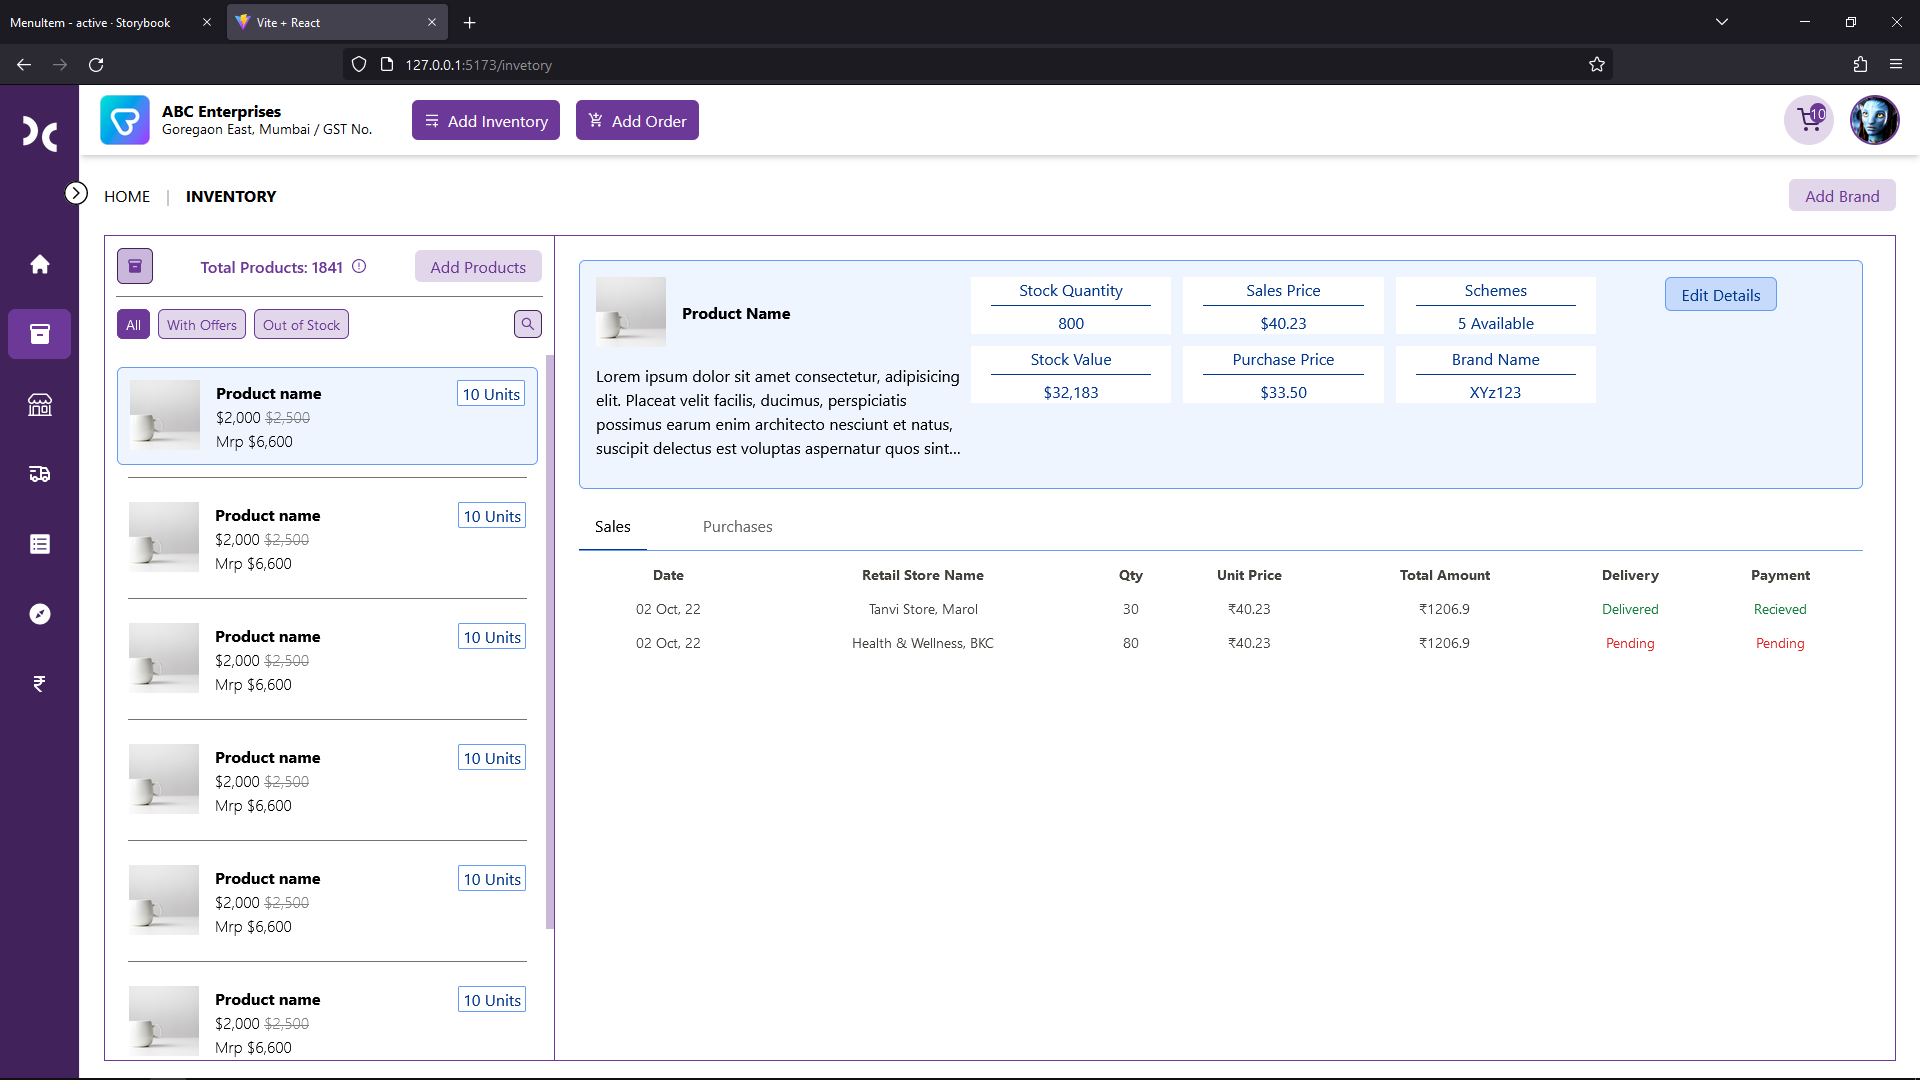 MenuItem - active · Storybook
Vite + React
127.0.0.1:5173/invetory
ABC Enterprises
Goregaon East, Mumbai / GST No.
Add Inventory
Add Order
10
HOME | INVENTORY
Add Brand
Total Products: 1841
Add Products
All
With Offers
Out of Stock
Product name
10 Units
$2,000 $2,500
Mrp $6,600
Product name
10 Units
$2,000 $2,500
Mrp $6,600
Product name
10 Units
$2,000 $2,500
Mrp $6,600
Product name
10 Units
$2,000 $2,500
Mrp $6,600
Product name
10 Units
$2,000 $2,500
Mrp $6,600
Product name
10 Units
$2,000 $2,500
Mrp $6,600
Product Name
Lorem ipsum dolor sit amet consectetur, adipisicing
elit. Placeat velit facilis, ducimus, perspiciatis
possimus earum enim architecto nesciunt et natus,
suscipit delectus est voluptas aspernatur quos sint...
Stock Quantity
800
Sales Price
$40.23
Schemes
5 Available
Stock Value
$32,183
Purchase Price
$33.50
Brand Name
XYz123
Edit Details
Sales
Purchases
Date Retail Store Name Qty Unit Price Total Amount Delivery Payment
02 Oct, 22 Tanvi Store, Marol 30 ₹40.23 ₹1206.9 Delivered Recieved
02 Oct, 22 Health & Wellness, BKC 80 ₹40.23 ₹1206.9 Pending Pending